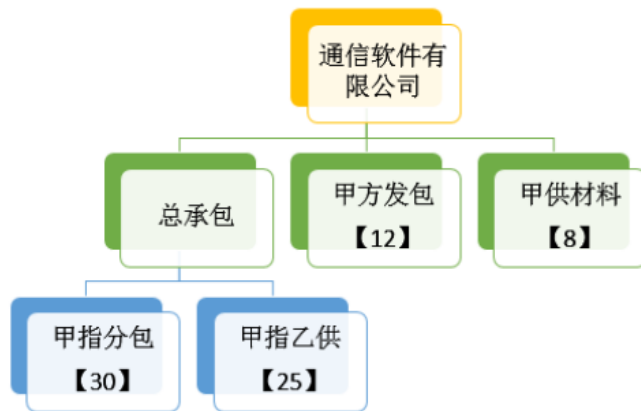 通信软件有
限公司
总承包
甲方发包
【12】
甲供材料
【8】
甲指分包
【30】
甲指乙供
【25】